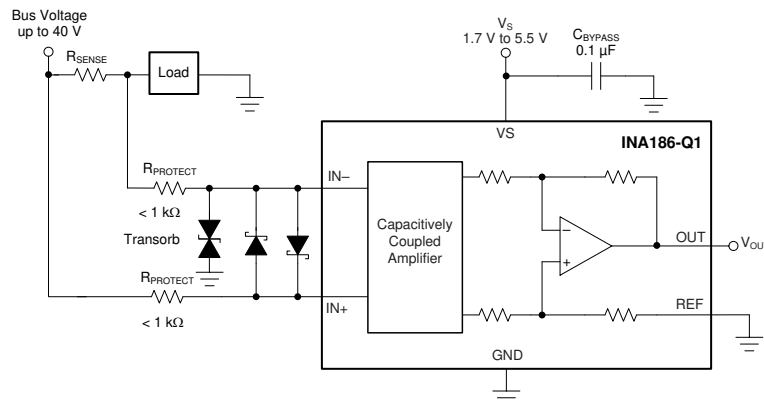 Bus Voltage
up to 40 V
RSENSE
Load
VS
1.7 V to 5.5 V
CBYPASS
0.1 µF
VS
INA186-Q1
RPROTECT
< 1 kΩ
Transorb
IN–
Capacitively
Coupled
Amplifier
–
+
OUT
VOU
RPROTECT
< 1 kΩ
IN+
REF
GND